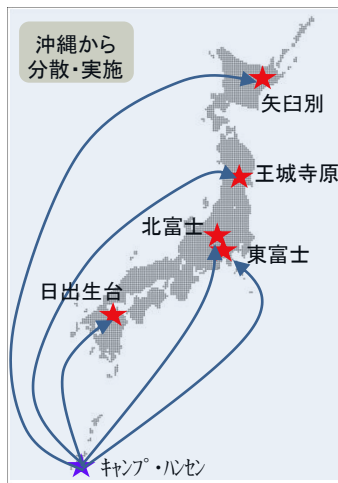 沖縄から
分散・実施
矢臼別
王城寺原
北富士
東富士
日出生台
キャンプ・ハンセン